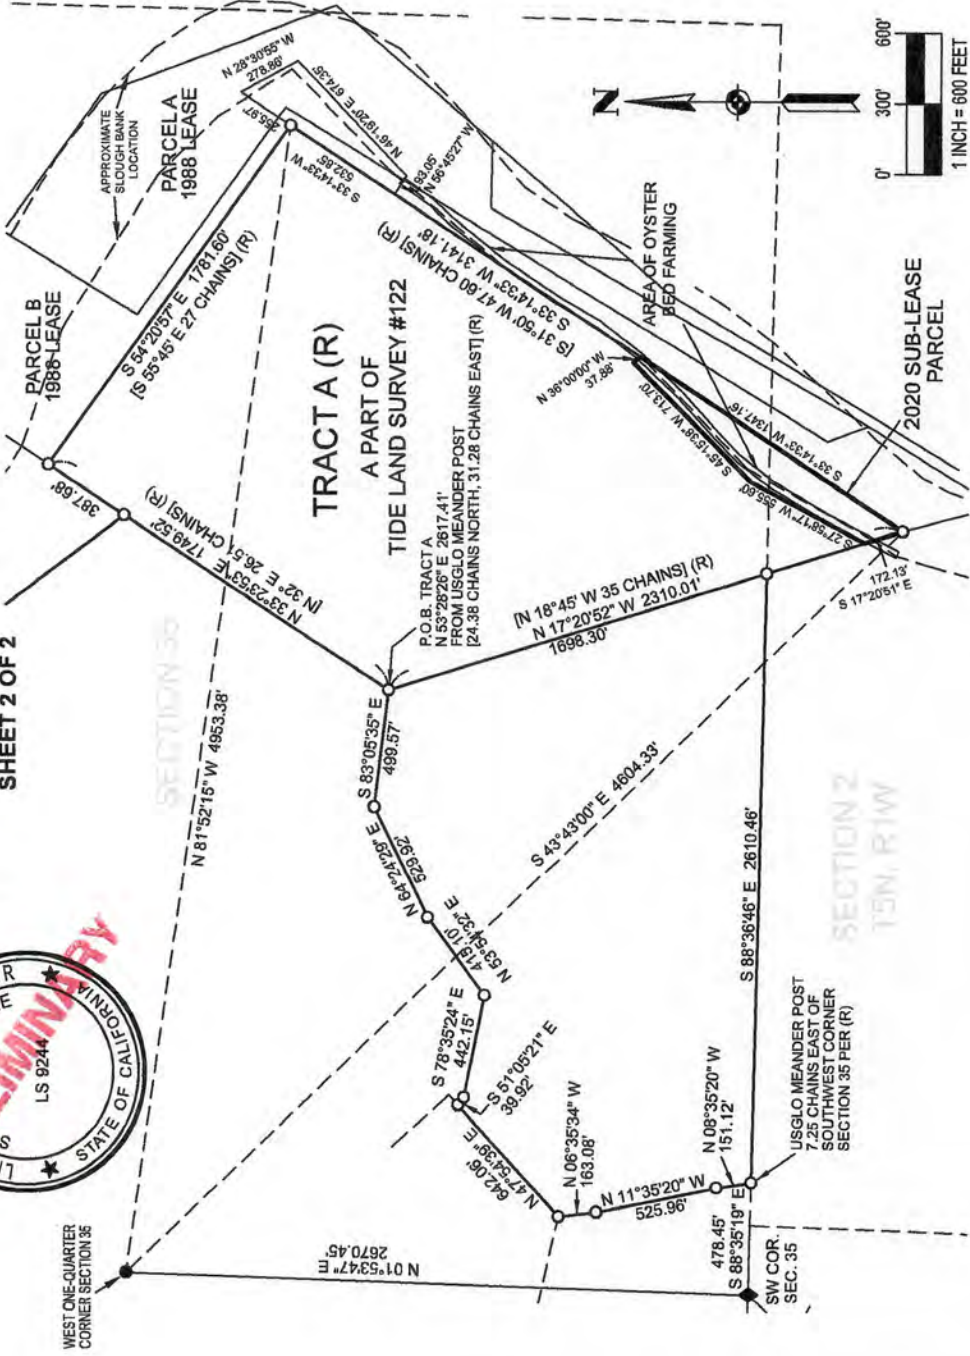 SHEET 2 OF 2
LS 9244
STATE OF CALIFORNIA
WEST ONE-QUARTER
CORNER SECTION 35
SECTION 35
N 81°52'15" W 4953.38'
N 01°53'47" E
2670.45'
PARCEL B
1988 LEASE
APPROXIMATE
SLOUGH BANK
LOCATION
PARCEL A
1988 LEASE
N 28°30'55" W
278.86'
255.97'
N 46°19'20" E 674.35'
S 33°14'33" W
532.85'
93.05'
N 56°45'27" W
387.68'
S 54°20'57" E 1781.60'
[S 55°45' E 27 CHAINS] (R)
N 33°23'53" E 1749.52'
[N 32° E 26.51 CHAINS] (R)
TRACT A (R)
A PART OF
TIDE LAND SURVEY #122
S 33°14'33" W 3141.18'
[S 31°50' W 47.60 CHAINS] (R)
P.O.B. TRACT A
N 53°28'26" E 2617.41'
FROM USGLO MEANDER POST
[24.38 CHAINS NORTH, 31.28 CHAINS EAST] (R)
AREA OF OYSTER
BED FARMING
N 36°00'00" W
37.88'
S 45°15'38" W 713.70'
S 33°14'33" W 1347.16'
S 27°58'17" W 555.60'
172.13'
S 17°20'51" E
2020 SUB-LEASE
PARCEL
[N 18°45' W 35 CHAINS] (R)
N 17°20'52" W 2310.01'
1698.30'
S 83°05'35" E
499.57'
N 64°24'29" E
529.92'
N 53°54'32" E
415.10'
S 78°35'24" E
442.15'
S 51°05'21" E
39.92'
N 47°54'39" E
642.06'
N 06°35'34" W
163.08'
N 11°35'20" W
525.96'
N 08°35'20" W
151.12'
S 43°43'00" E 4604.33'
S 88°36'46" E 2610.46'
478.45'
S 88°35'19" E
SW COR.
SEC. 35
USGLO MEANDER POST
7.25 CHAINS EAST OF
SOUTHWEST CORNER
SECTION 35 PER (R)
SECTION 2
T5N, R1W
N
0' 300' 600'
1 INCH = 600 FEET